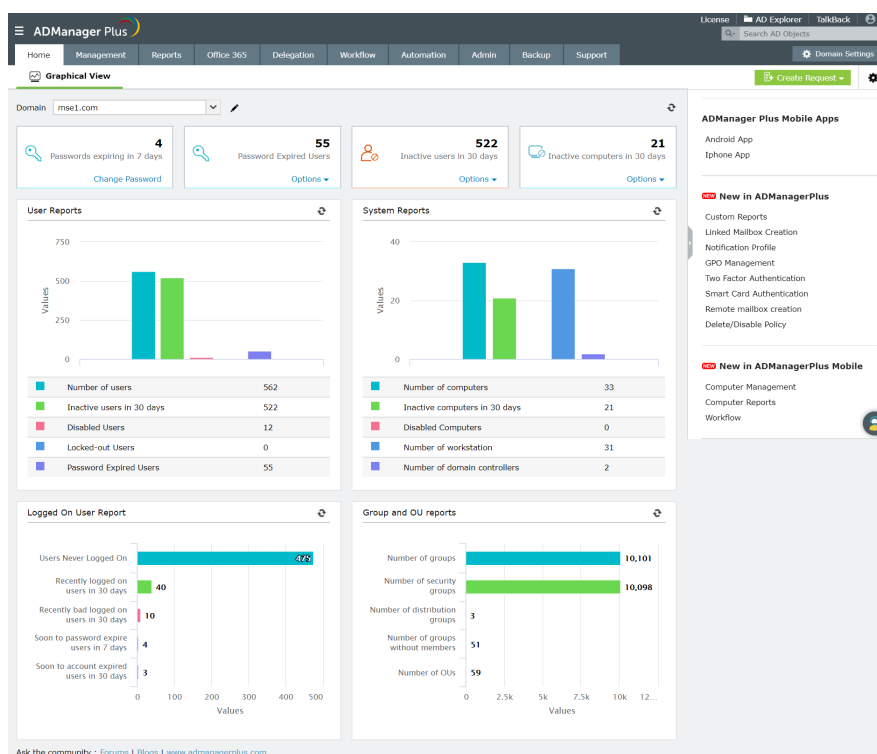 License AD Explorer TalkBack
☰ ADManager Plus
Search AD Objects
Home Management Reports Office 365 Delegation Workflow Automation Admin Backup Support
Domain Settings
Graphical View
Create Request
Domain mse1.com
4
Passwords expiring in 7 days
Change Password
55
Password Expired Users
Options
522
Inactive users in 30 days
Options
21
Inactive computers in 30 days
Options
User Reports
750
500
250
0
Values
Number of users 562
Inactive users in 30 days 522
Disabled Users 12
Locked-out Users 0
Password Expired Users 55
System Reports
40
20
0
Values
Number of computers 33
Inactive computers in 30 days 21
Disabled Computers 0
Number of workstation 31
Number of domain controllers 2
Logged On User Report
Users Never Logged On 475
Recently logged on
users in 30 days 40
Recently bad logged on
users in 30 days 10
Soon to password expire
users in 7 days 4
Soon to account expired
users in 30 days 3
0 100 200 300 400 500
Values
Group and OU reports
Number of groups 10,101
Number of security
groups 10,098
Number of distribution
groups 3
Number of groups
without members 51
Number of OUs 59
0 2.5k 5k 7.5k 10k 12...
Values
ADManager Plus Mobile Apps
Android App
Iphone App
NEW New in ADManagerPlus
Custom Reports
Linked Mailbox Creation
Notification Profile
GPO Management
Two Factor Authentication
Smart Card Authentication
Remote mailbox creation
Delete/Disable Policy
NEW New in ADManagerPlus Mobile
Computer Management
Computer Reports
Workflow
Ask the community : Forums | Blogs | www.admanagerplus.com